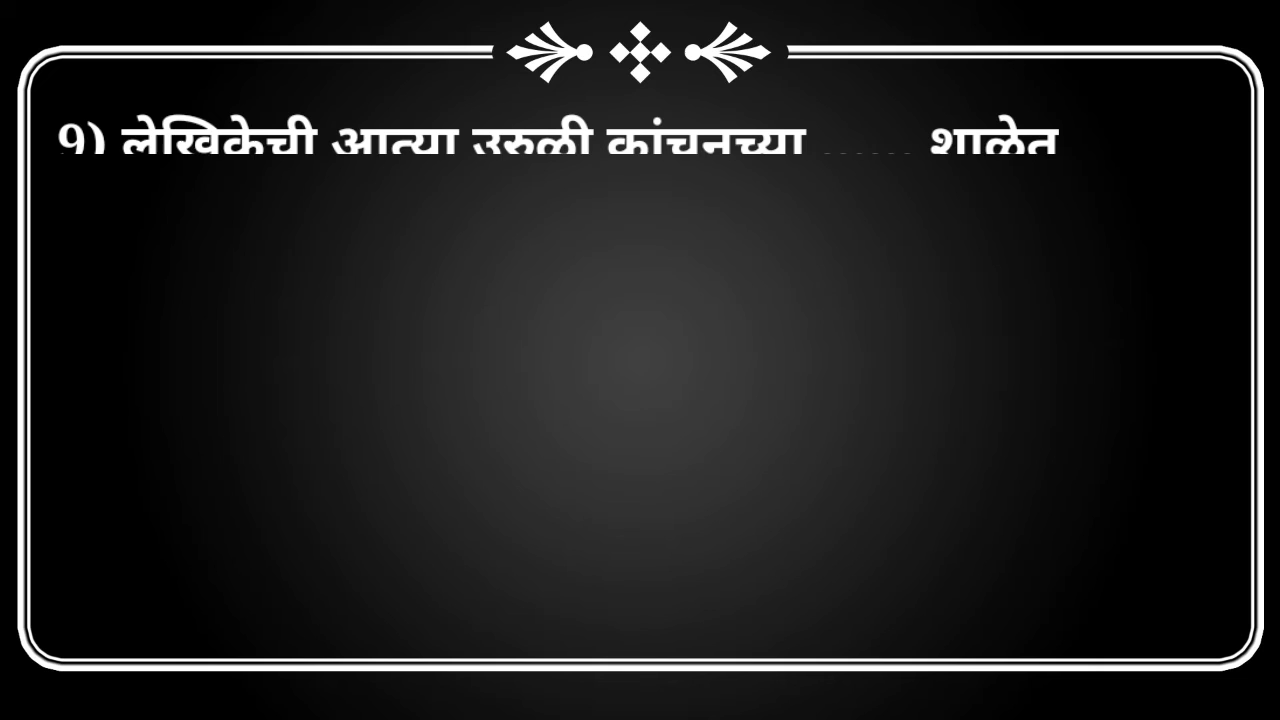 9) लेखिकेची आत्या उरुळी कांचनच्या ...... शाळेत